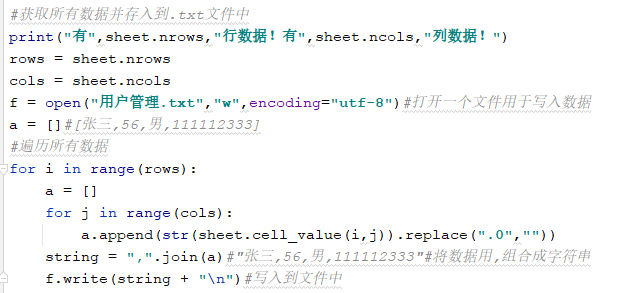 #获取所有数据并存入到.txt文件中
print("有",sheet.nrows,"行数据！有",sheet.ncols,"列数据！")
rows = sheet.nrows
cols = sheet.ncols
f = open("用户管理.txt","w",encoding="utf-8")#打开一个文件用于写入数据
a = []#[张三,56,男,111112333]
#遍历所有数据
for i in range(rows):
    a = []
    for j in range(cols):
        a.append(str(sheet.cell_value(i,j)).replace(".0",""))
    string = ",".join(a)#"张三,56,男,111112333"#将数据用,組合成字符串
    f.write(string + "\n")#写入到文件中